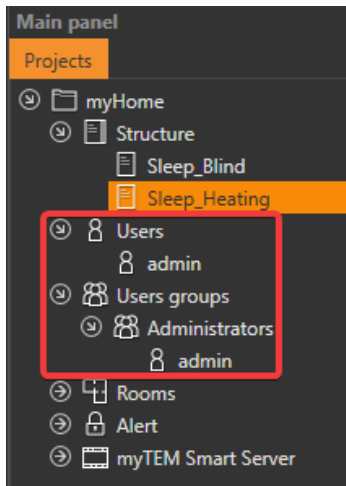 Main panel
Projects
myHome
Structure
Sleep_Blind
Sleep_Heating
Users
admin
Users groups
Administrators
admin
Rooms
Alert
myTEM Smart Server